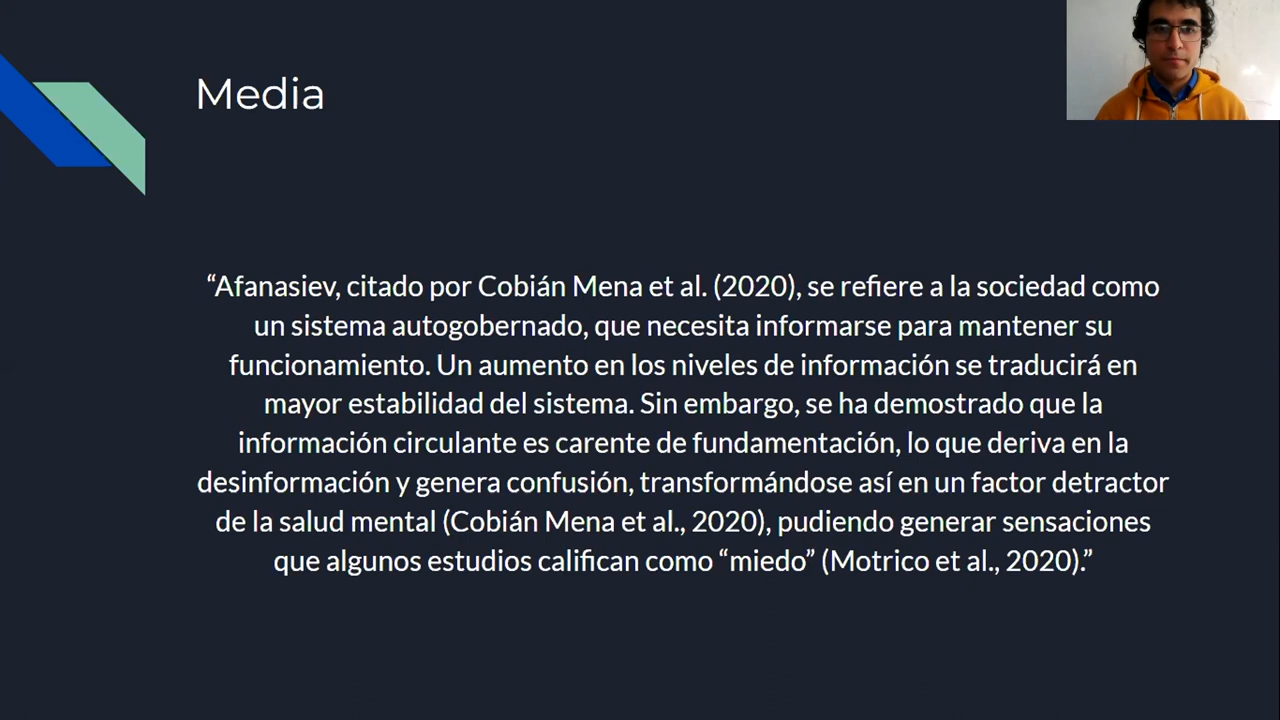 Media
“Afanasiev, citado por Cobián Mena et al. (2020), se refiere a la sociedad como
un sistema autogobernado, que necesita informarse para mantener su
funcionamiento. Un aumento en los niveles de información se traducirá en
mayor estabilidad del sistema. Sin embargo, se ha demostrado que la
información circulante es carente de fundamentación, lo que deriva en la
desinformación y genera confusión, transformándose así en un factor detractor
de la salud mental (Cobián Mena et al., 2020), pudiendo generar sensaciones
que algunos estudios califican como “miedo” (Motrico et al., 2020).”